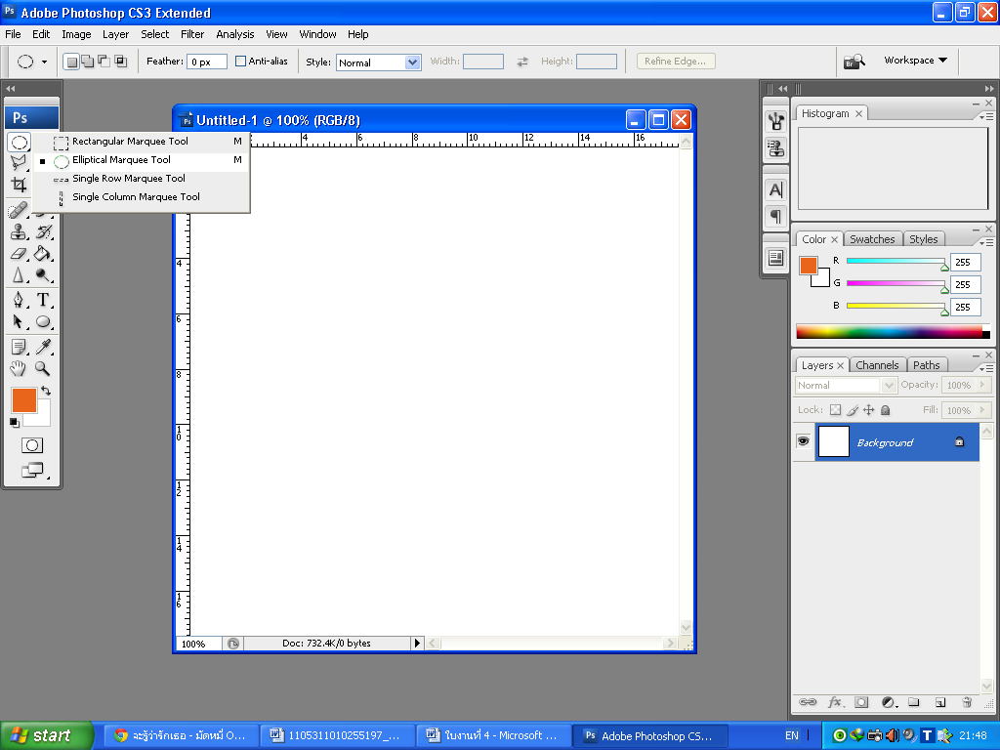 Adobe Photoshop CS3 Extended
File Edit Image Layer Select Filter Analysis View Window Help
Feather: 0 px Anti-alias Style: Normal Width: Height: Refine Edge... Br Workspace
Ps
Rectangular Marquee Tool M
Elliptical Marquee Tool M
Single Row Marquee Tool
Single Column Marquee Tool
T
Untitled-1 @ 100% (RGB/8)
2 4 6 8 10 12 14 16
4
6
8
10
12
14
16
100% Doc: 732.4K/0 bytes
A
Histogram
Color Swatches Styles
R 255
G 255
B 255
Layers Channels Paths
Normal Opacity: 100%
Lock: Fill: 100%
Background
fx
start
จะรู้ว่ารักเธอ - มัดหมี่ O...
1105311010255197_...
ใบงานที่ 4 - Microsoft ...
Ps Adobe Photoshop CS...
EN
T
21:48